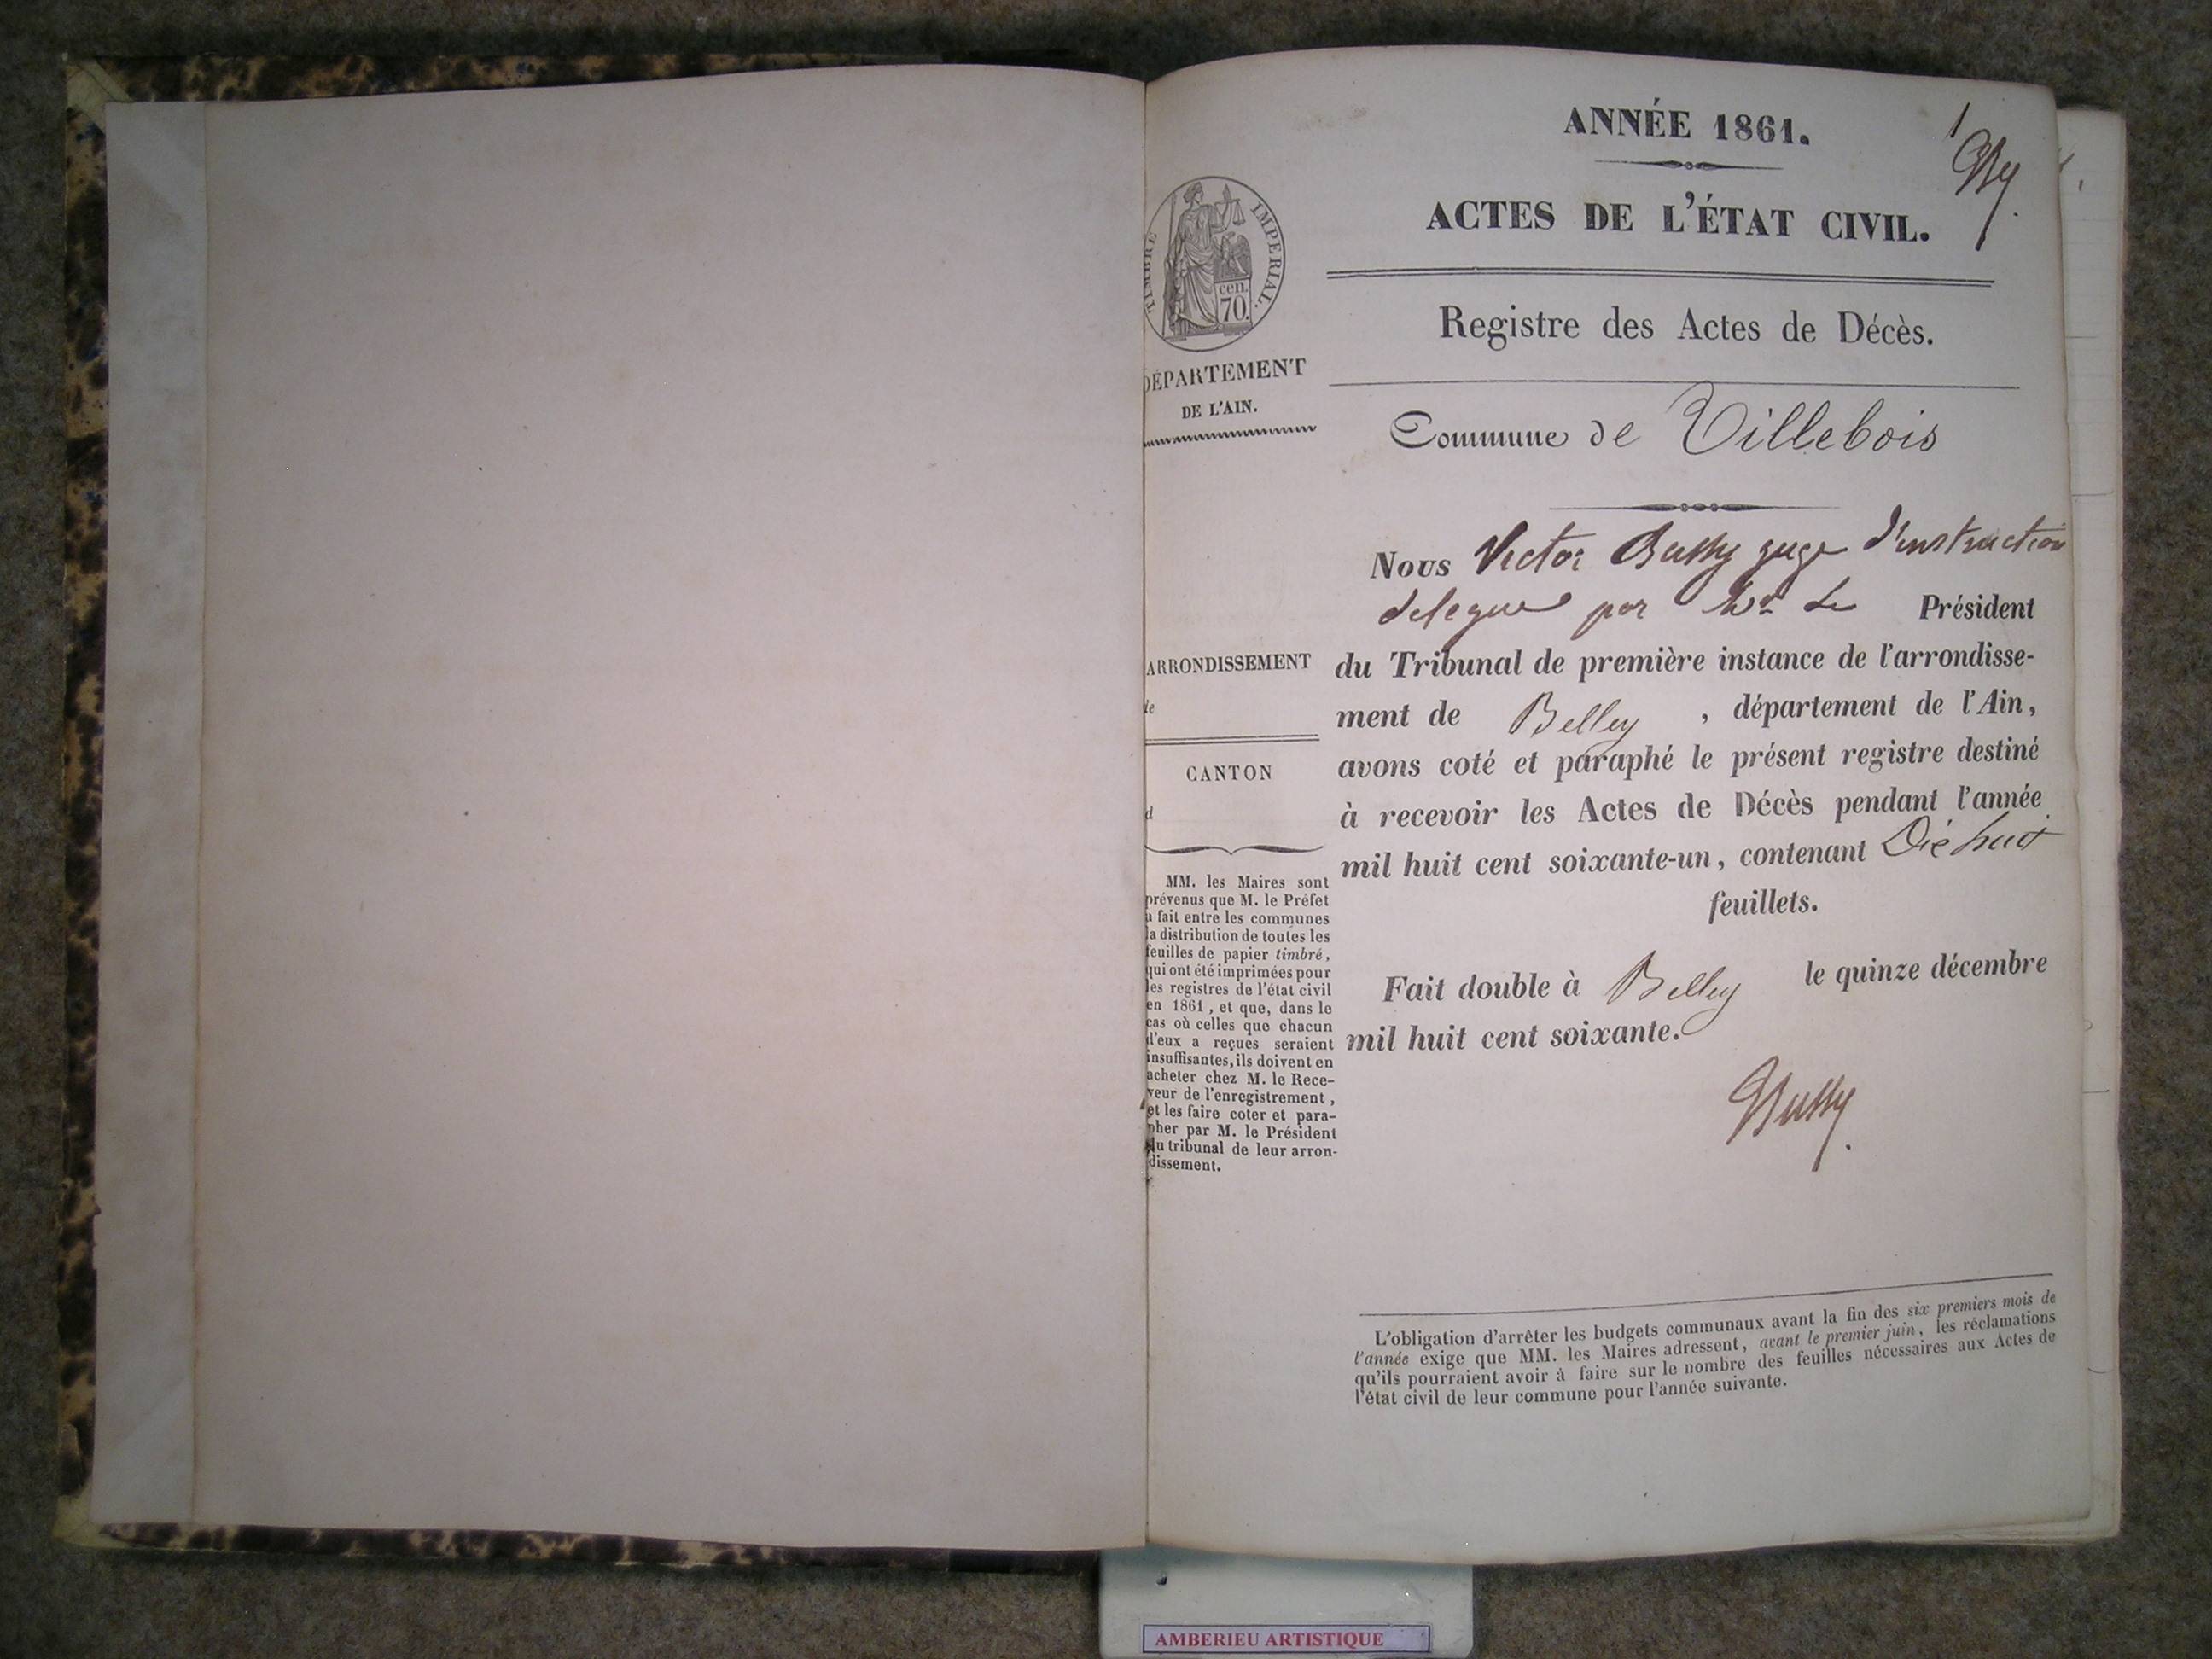 ANNÉE 1861.
1
ACTES DE L'ÉTAT CIVIL.
Registre des Actes de Décès.
Commune de Villebois
TIMBRE IMPERIAL.
cen.
70.
DÉPARTEMENT
DE L'AIN.
ARRONDISSEMENT
de
CANTON
d
MM. les Maires sont
prévenus que M. le Préfet
a fait entre les communes
la distribution de toutes les
feuilles de papier timbré,
qui ont été imprimées pour
les registres de l'état civil
en 1861, et que, dans le
cas où celles que chacun
d'eux a reçues seraient
insuffisantes, ils doivent en
acheter chez M. le Rece-
veur de l'enregistrement,
et les faire coter et para-
pher par M. le Président
du tribunal de leur arron-
dissement.
Nous Victor Bussy juge d'instruction
delegue par Mr Le Président
du Tribunal de première instance de l'arrondisse-
ment de Belley, département de l'Ain,
avons coté et paraphé le présent registre destiné
à recevoir les Actes de Décès pendant l'année
mil huit cent soixante-un, contenant Dix huit
feuillets.
Fait double à Belley le quinze décembre
mil huit cent soixante.
Bussy
L'obligation d'arrêter les budgets communaux avant la fin des six premiers mois de
l'année exige que MM. les Maires adressent, avant le premier juin, les réclamations
qu'ils pourraient avoir à faire sur le nombre des feuilles nécessaires aux Actes de
l'état civil de leur commune pour l'année suivante.
AMBERIEU ARTISTIQUE